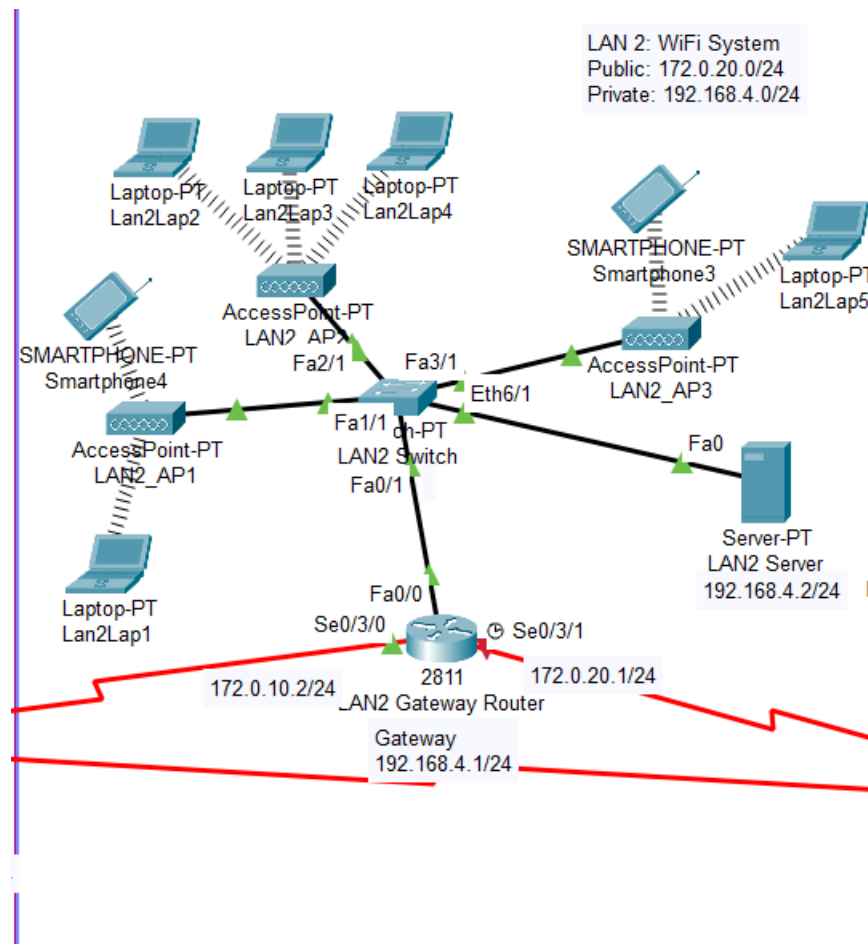 LAN 2: WiFi System
Public: 172.0.20.0/24
Private: 192.168.4.0/24
Laptop-PT
Lan2Lap2
Laptop-PT
Lan2Lap3
Laptop-PT
Lan2Lap4
SMARTPHONE-PT
Smartphone3
Laptop-PT
Lan2Lap5
AccessPoint-PT
SMARTPHONE-PT
Smartphone4
Fa2/1
Fa3/1
AccessPoint-PT
LAN2_AP3
Eth6/1
Fa1/1
AccessPoint-PT
LAN2_AP1
ch-PT
LAN2 Switch
Fa0/1
Fa0
Server-PT
LAN2 Server
192.168.4.2/24
Laptop-PT
Lan2Lap1
Fa0/0
Se0/3/0
Se0/3/1
172.0.10.2/24
2811
172.0.20.1/24
LAN2 Gateway Router
Gateway
192.168.4.1/24